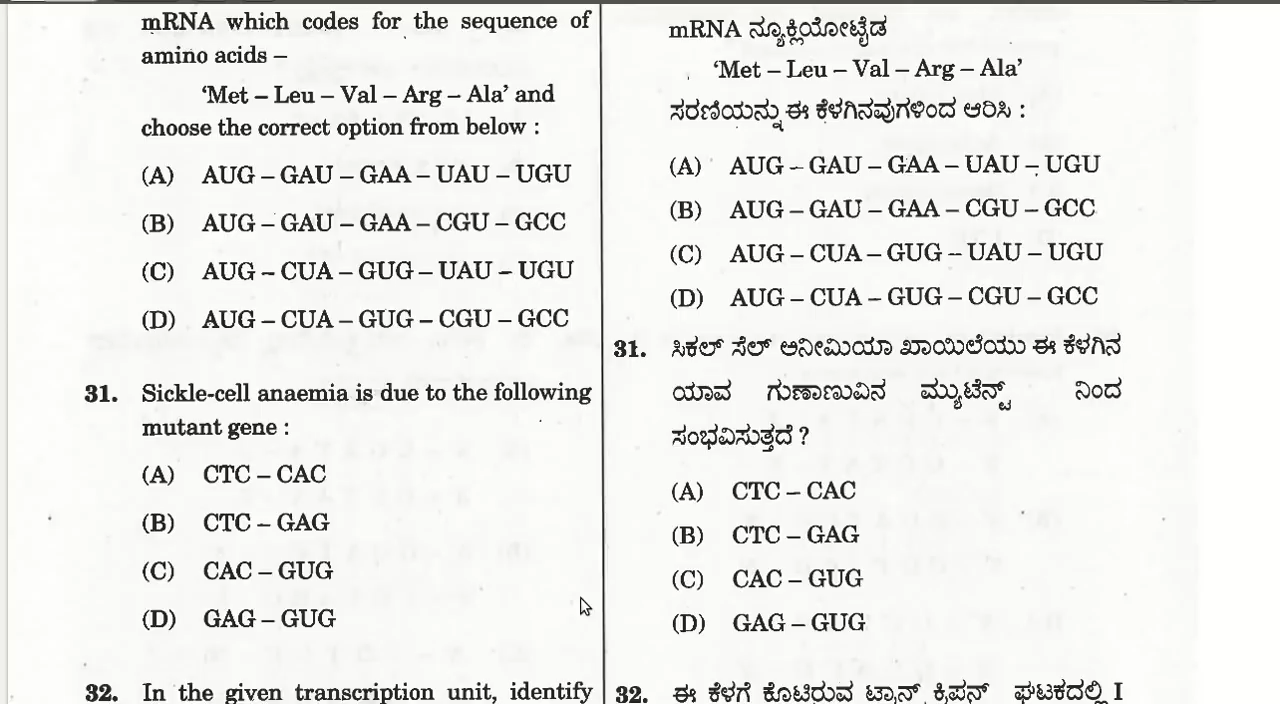 mRNA which codes for the sequence of
amino acids –
‘Met – Leu – Val – Arg – Ala’ and
choose the correct option from below :
(A) AUG – GAU – GAA – UAU – UGU
(B) AUG – GAU – GAA – CGU – GCC
(C) AUG – CUA – GUG – UAU – UGU
(D) AUG – CUA – GUG – CGU – GCC
31. Sickle-cell anaemia is due to the following
mutant gene :
(A) CTC – CAC
(B) CTC – GAG
(C) CAC – GUG
(D) GAG – GUG
32. In the given transcription unit, identify
mRNA ನ್ಯೂಕ್ಲಿಯೋಟೈಡ
‘Met – Leu – Val – Arg – Ala’
ಸರಣಿಯನ್ನು ಈ ಕೆಳಗಿನವುಗಳಿಂದ ಆರಿಸಿ :
(A) AUG – GAU – GAA – UAU – UGU
(B) AUG – GAU – GAA – CGU – GCC
(C) AUG – CUA – GUG – UAU – UGU
(D) AUG – CUA – GUG – CGU – GCC
31. ಸಿಕಲ್ ಸೆಲ್ ಅನೀಮಿಯಾ ಖಾಯಿಲೆಯು ಈ ಕೆಳಗಿನ
ಯಾವ ಗುಣಾಣುವಿನ ಮ್ಯುಟೆನ್ಟ್ ನಿಂದ
ಸಂಭವಿಸುತ್ತದೆ ?
(A) CTC – CAC
(B) CTC – GAG
(C) CAC – GUG
(D) GAG – GUG
32. ಈ ಕೆಳಗೆ ಕೊಟ್ಟಿರುವ ಟ್ರಾನ್ಸ್‌ಕ್ರಿಪ್ಷನ್ ಘಟಕದಲ್ಲಿ I